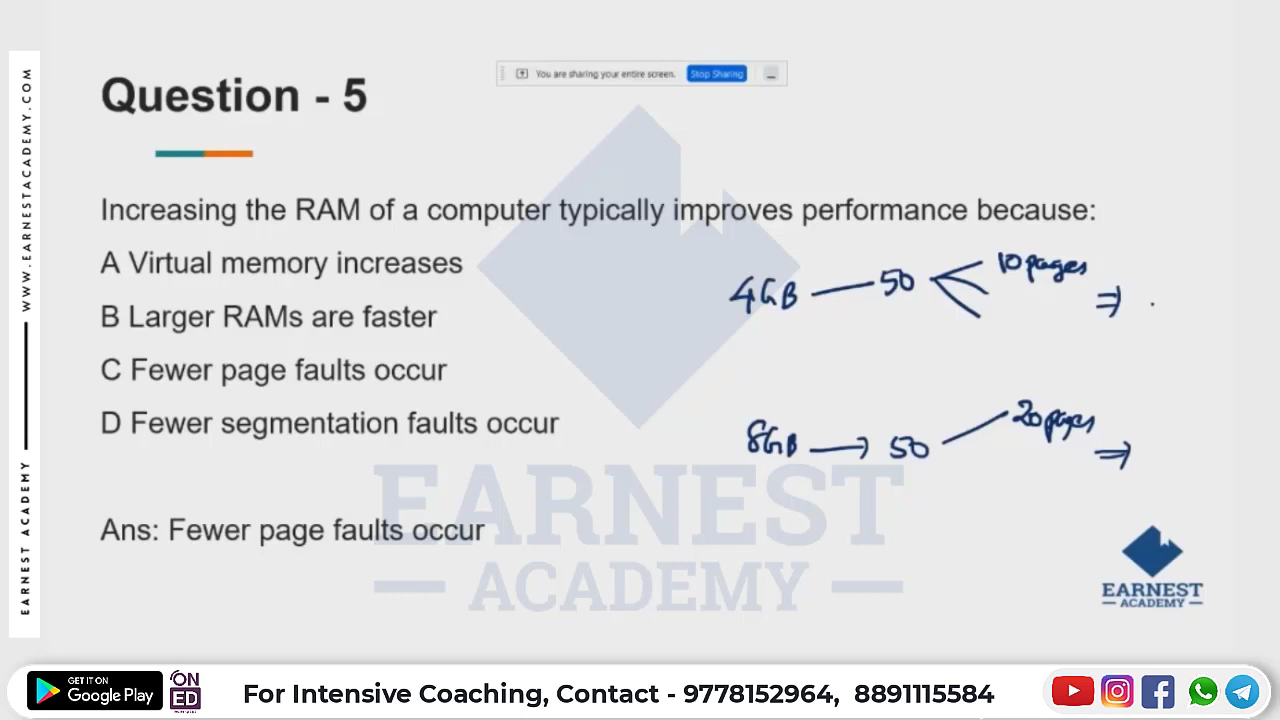 WWW.EARNESTACADEMY.COM
EARNEST ACADEMY
Question - 5
You are sharing your entire screen.
Stop Sharing
Increasing the RAM of a computer typically improves performance because:
A Virtual memory increases
B Larger RAMs are faster
C Fewer page faults occur
D Fewer segmentation faults occur
4GB — 50 10 pages ⇒
8GB → 50 20 pages ⇒
Ans: Fewer page faults occur
EARNEST
ACADEMY
EARNEST
ACADEMY
GET IT ON
Google Play
ON
ED
For Intensive Coaching, Contact - 9778152964, 8891115584